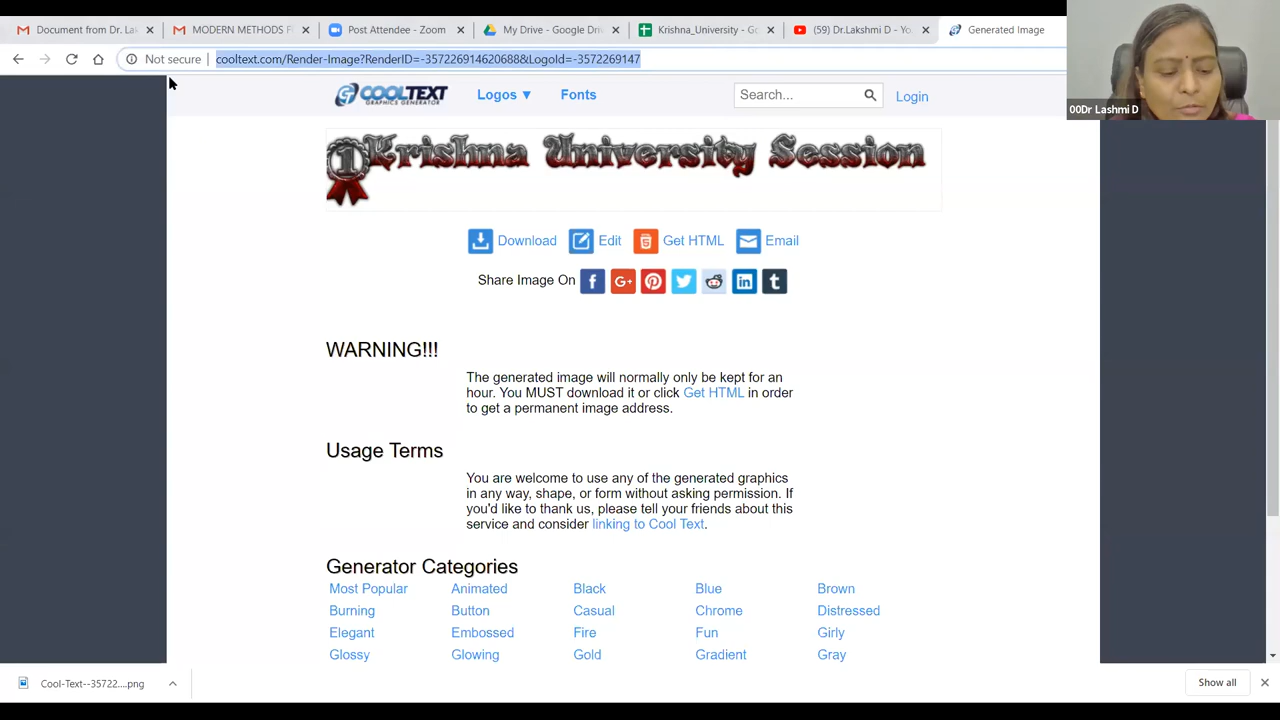 Document from Dr. La
MODERN METHODS F
Post Attendee - Zoom
My Drive - Google Driv
Krishna_University - Go
(59) Dr.Lakshmi D - Yo
Generated Image
Not secure
cooltext.com/Render-Image?RenderID=-357226914620688&LogoId=-3572269147
00Dr Lashmi D
COOLTEXT
GRAPHICS GENERATOR
Logos ▼
Fonts
Search...
Login
1 Krishna University Session
Download
Edit
Get HTML
Email
Share Image On
WARNING!!!
The generated image will normally only be kept for an
hour. You MUST download it or click Get HTML in order
to get a permanent image address.
Usage Terms
You are welcome to use any of the generated graphics
in any way, shape, or form without asking permission. If
you'd like to thank us, please tell your friends about this
service and consider linking to Cool Text.
Generator Categories
Most Popular Animated Black Blue Brown
Burning Button Casual Chrome Distressed
Elegant Embossed Fire Fun Girly
Glossy Glowing Gold Gradient Gray
Cool-Text--35722....png
Show all